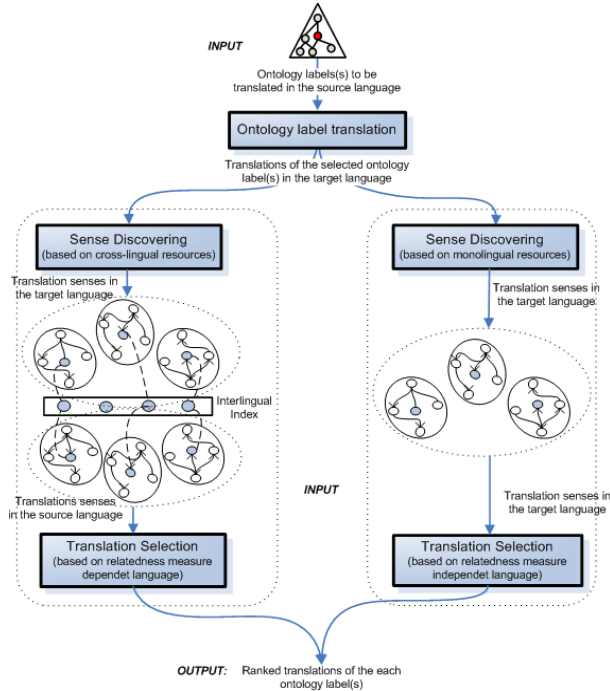 INPUT
Ontology labels(s) to be
translated in the source language
Ontology label translation
Translations of the selected ontology
label(s) in the target language
Sense Discovering
(based on cross-lingual resources)
Translation senses in
the target language
Interlingual
Index
Translations senses
in the source language
Translation Selection
(based on relatedness measure
dependet language)
Sense Discovering
(based on monolingual resources)
Translation senses in
the target language
INPUT
Translation senses in
the target language
Translation Selection
(based on relatedness measure
independet language)
OUTPUT: Ranked translations of the each
ontology label(s)